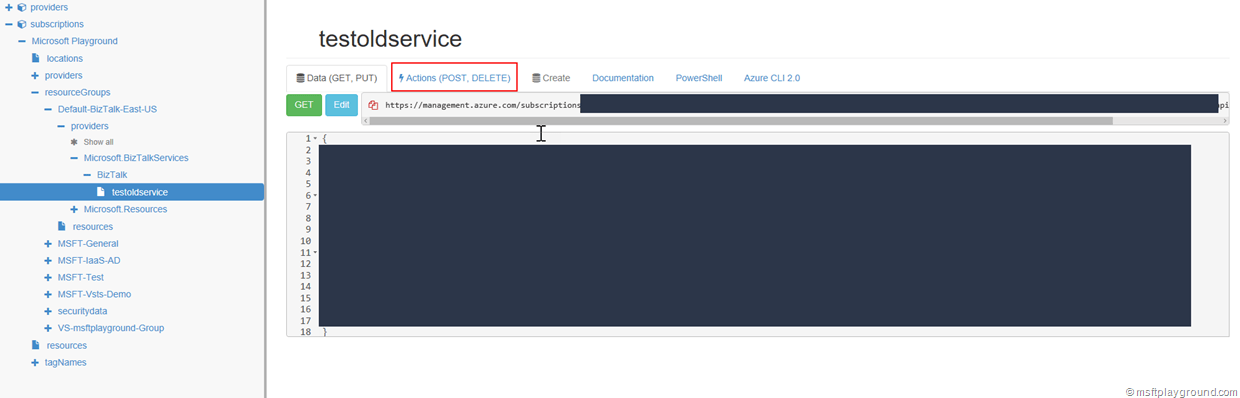 providers
subscriptions
Microsoft Playground
locations
providers
resourceGroups
Default-BizTalk-East-US
providers
Show all
Microsoft.BizTalkServices
BizTalk
testoldservice
Microsoft.Resources
resources
MSFT-General
MSFT-IaaS-AD
MSFT-Test
MSFT-Vsts-Demo
securitydata
VS-msftplayground-Group
resources
tagNames
testoldservice
Data (GET, PUT) Actions (POST, DELETE) Create Documentation PowerShell Azure CLI 2.0
GET Edit https://management.azure.com/subscriptions pi
1 {
2
3
4
5
6
7
8
9
10
11
12
13
14
15
16
17
18 }
© msftplayground.com